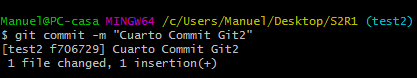 Manuel@PC-casa MINGW64 /c/Users/Manuel/Desktop/S2R1 (test2)
$ git commit -m "Cuarto Commit Git2"
[test2 f706729] Cuarto Commit Git2
 1 file changed, 1 insertion(+)